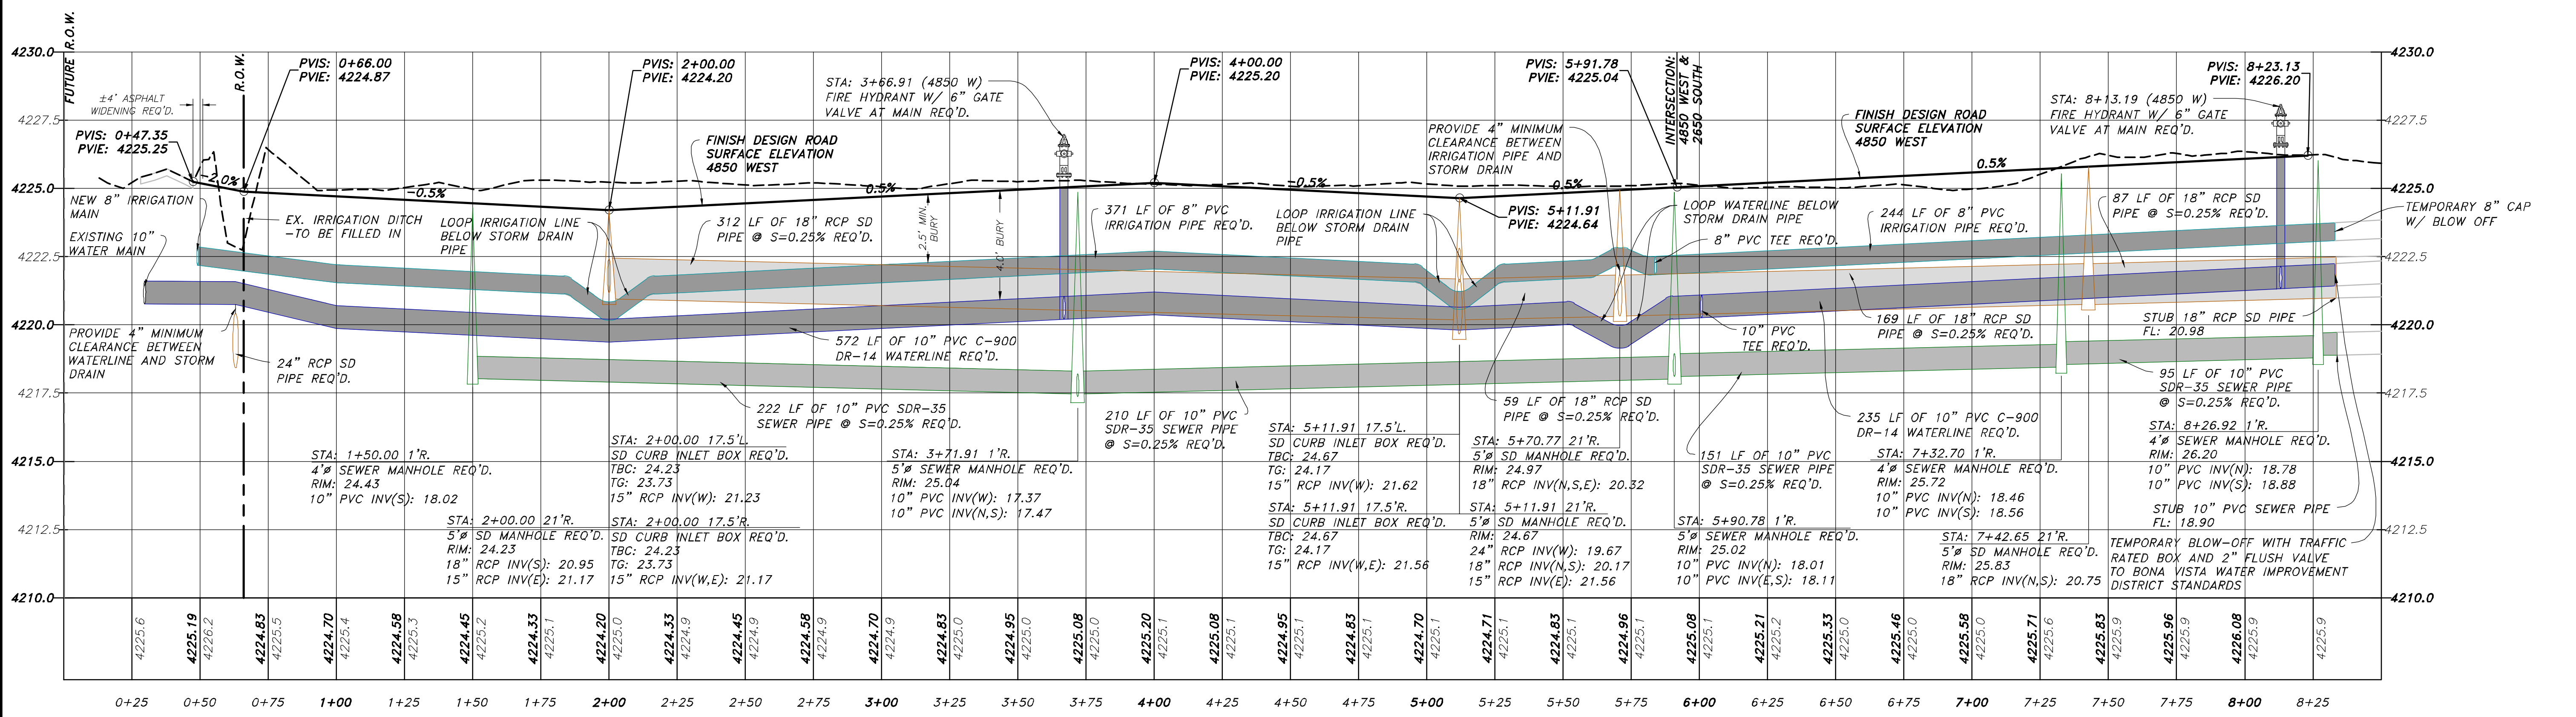 4230.0
4227.5
4225.0
4222.5
4220.0
4217.5
4215.0
4212.5
4210.0
FUTURE R.O.W.
R.O.W.
±4' ASPHALT
WIDENING REQ'D.
PVIS: 0+47.35
PVIE: 4225.25
PVIS: 0+66.00
PVIE: 4224.87
-2.0%
-0.5%
NEW 8" IRRIGATION
MAIN
EXISTING 10"
WATER MAIN
EX. IRRIGATION DITCH
-TO BE FILLED IN
PROVIDE 4" MINIMUM
CLEARANCE BETWEEN
WATERLINE AND STORM
DRAIN
24" RCP SD
PIPE REQ'D.
LOOP IRRIGATION LINE
BELOW STORM DRAIN
PIPE
PVIS: 2+00.00
PVIE: 4224.20
FINISH DESIGN ROAD
SURFACE ELEVATION
4850 WEST
312 LF OF 18" RCP SD
PIPE @ S=0.25% REQ'D.
0.5%
STA: 3+66.91 (4850 W)
FIRE HYDRANT W/ 6" GATE
VALVE AT MAIN REQ'D.
2.5' MIN.
BURY
4.0' BURY
572 LF OF 10" PVC C-900
DR-14 WATERLINE REQ'D.
222 LF OF 10" PVC SDR-35
SEWER PIPE @ S=0.25% REQ'D.
PVIS: 4+00.00
PVIE: 4225.20
371 LF OF 8" PVC
IRRIGATION PIPE REQ'D.
-0.5%
LOOP IRRIGATION LINE
BELOW STORM DRAIN
PIPE
210 LF OF 10" PVC
SDR-35 SEWER PIPE
@ S=0.25% REQ'D.
PROVIDE 4" MINIMUM
CLEARANCE BETWEEN
IRRIGATION PIPE AND
STORM DRAIN
PVIS: 5+11.91
PVIE: 4224.64
PVIS: 5+91.78
PVIE: 4225.04
0.5%
INTERSECTION:
4850 WEST &
2650 SOUTH
LOOP WATERLINE BELOW
STORM DRAIN PIPE
8" PVC TEE REQ'D.
10" PVC
TEE REQ'D.
59 LF OF 18" RCP SD
PIPE @ S=0.25% REQ'D.
FINISH DESIGN ROAD
SURFACE ELEVATION
4850 WEST
0.5%
244 LF OF 8" PVC
IRRIGATION PIPE REQ'D.
169 LF OF 18" RCP SD
PIPE @ S=0.25% REQ'D.
235 LF OF 10" PVC C-900
DR-14 WATERLINE REQ'D.
STA: 8+13.19 (4850 W)
FIRE HYDRANT W/ 6" GATE
VALVE AT MAIN REQ'D.
PVIS: 8+23.13
PVIE: 4226.20
87 LF OF 18" RCP SD
PIPE @ S=0.25% REQ'D.
TEMPORARY 8" CAP
W/ BLOW OFF
STUB 18" RCP SD PIPE
FL: 20.98
95 LF OF 10" PVC
SDR-35 SEWER PIPE
@ S=0.25% REQ'D.
STA: 1+50.00 1'R.
4'ø SEWER MANHOLE REQ'D.
RIM: 24.43
10" PVC INV(S): 18.02
STA: 2+00.00 17.5'L.
SD CURB INLET BOX REQ'D.
TBC: 24.23
TG: 23.73
15" RCP INV(W): 21.23
STA: 2+00.00 21'R.
5'ø SD MANHOLE REQ'D.
RIM: 24.23
18" RCP INV(S): 20.95
15" RCP INV(E): 21.17
STA: 2+00.00 17.5'R.
SD CURB INLET BOX REQ'D.
TBC: 24.23
TG: 23.73
15" RCP INV(W,E): 21.17
STA: 3+71.91 1'R.
5'ø SEWER MANHOLE REQ'D.
RIM: 25.04
10" PVC INV(W): 17.37
10" PVC INV(N,S): 17.47
STA: 5+11.91 17.5'L.
SD CURB INLET BOX REQ'D.
TBC: 24.67
TG: 24.17
15" RCP INV(W): 21.62
STA: 5+11.91 17.5'R.
SD CURB INLET BOX REQ'D.
TBC: 24.67
TG: 24.17
15" RCP INV(W,E): 21.56
STA: 5+70.77 21'R.
5'ø SD MANHOLE REQ'D.
RIM: 24.97
18" RCP INV(N,S,E): 20.32
STA: 5+11.91 21'R.
5'ø SD MANHOLE REQ'D.
RIM: 24.67
24" RCP INV(W): 19.67
18" RCP INV(N,S): 20.17
15" RCP INV(E): 21.56
151 LF OF 10" PVC
SDR-35 SEWER PIPE
@ S=0.25% REQ'D.
STA: 5+90.78 1'R.
5'ø SEWER MANHOLE REQ'D.
RIM: 25.02
10" PVC INV(N): 18.01
10" PVC INV(E,S): 18.11
STA: 7+32.70 1'R.
4'ø SEWER MANHOLE REQ'D.
RIM: 25.72
10" PVC INV(N): 18.46
10" PVC INV(S): 18.56
STA: 7+42.65 21'R.
5'ø SD MANHOLE REQ'D.
RIM: 25.83
18" RCP INV(N,S): 20.75
STA: 8+26.92 1'R.
4'ø SEWER MANHOLE REQ'D.
RIM: 26.20
10" PVC INV(N): 18.78
10" PVC INV(S): 18.88
STUB 10" PVC SEWER PIPE
FL: 18.90
TEMPORARY BLOW-OFF WITH TRAFFIC
RATED BOX AND 2" FLUSH VALVE
TO BONA VISTA WATER IMPROVEMENT
DISTRICT STANDARDS
4230.0
4227.5
4225.0
4222.5
4220.0
4217.5
4215.0
4212.5
4210.0
4225.6
4225.19
4226.2
4224.83
4225.5
4224.70
4225.4
4224.58
4225.3
4224.45
4225.2
4224.33
4225.1
4224.20
4225.0
4224.33
4224.9
4224.45
4224.9
4224.58
4224.9
4224.70
4224.9
4224.83
4225.0
4224.95
4225.0
4225.08
4225.0
4225.20
4225.1
4225.08
4225.1
4224.95
4225.1
4224.83
4225.1
4224.70
4225.1
4224.71
4225.1
4224.83
4225.1
4224.96
4225.1
4225.08
4225.1
4225.21
4225.2
4225.33
4225.0
4225.46
4225.0
4225.58
4225.0
4225.71
4225.6
4225.83
4225.9
4225.96
4225.9
4226.08
4225.9
4225.9
0+25
0+50
0+75
1+00
1+25
1+50
1+75
2+00
2+25
2+50
2+75
3+00
3+25
3+50
3+75
4+00
4+25
4+50
4+75
5+00
5+25
5+50
5+75
6+00
6+25
6+50
6+75
7+00
7+25
7+50
7+75
8+00
8+25